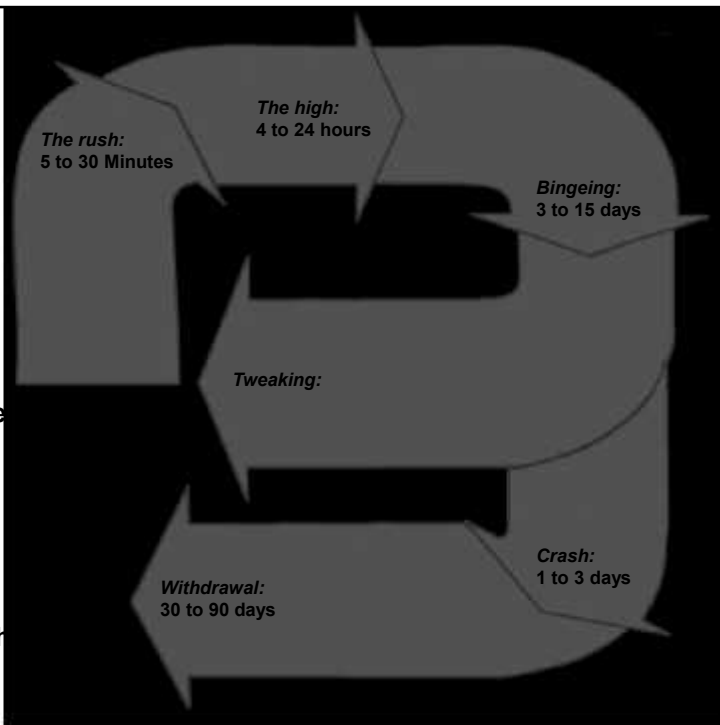 The rush:
5 to 30 Minutes
The high:
4 to 24 hours
Bingeing:
3 to 15 days
Tweaking:
Crash:
1 to 3 days
Withdrawal:
30 to 90 days